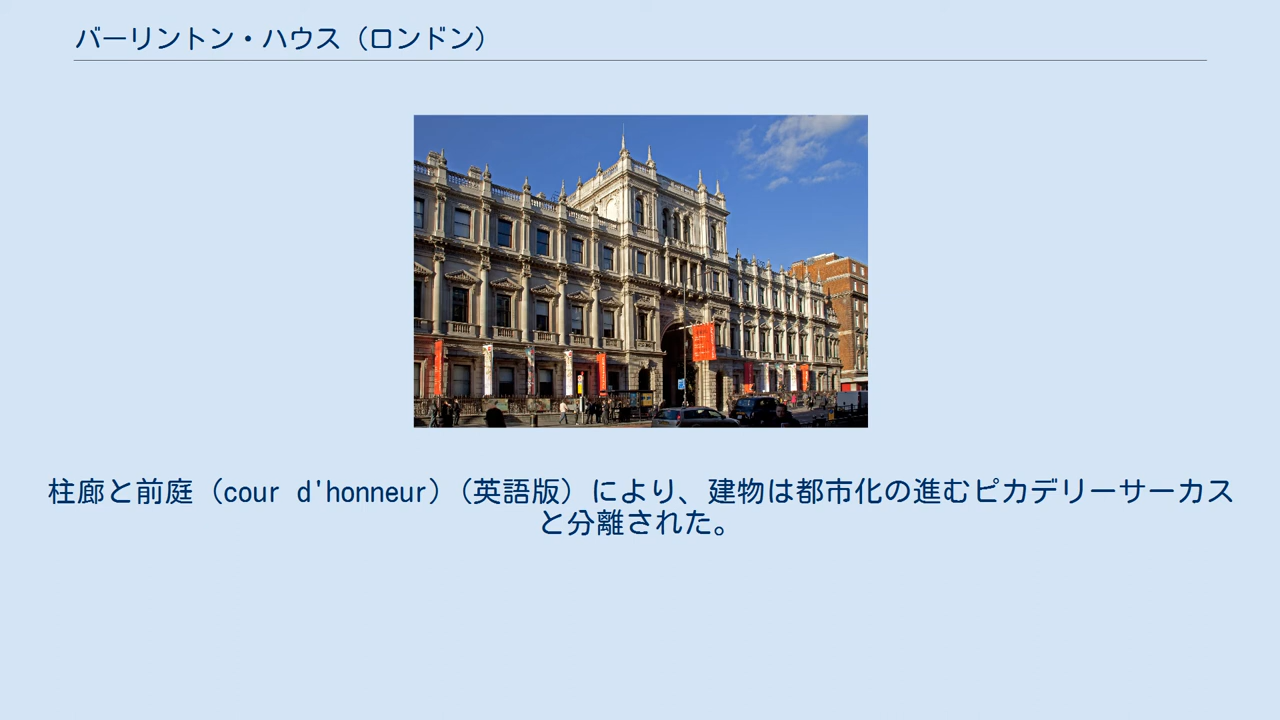 バーリントン・ハウス（ロンドン）
柱廊と前庭（cour d'honneur）（英語版）により、建物は都市化の進むピカデリーサーカス
と分離された。